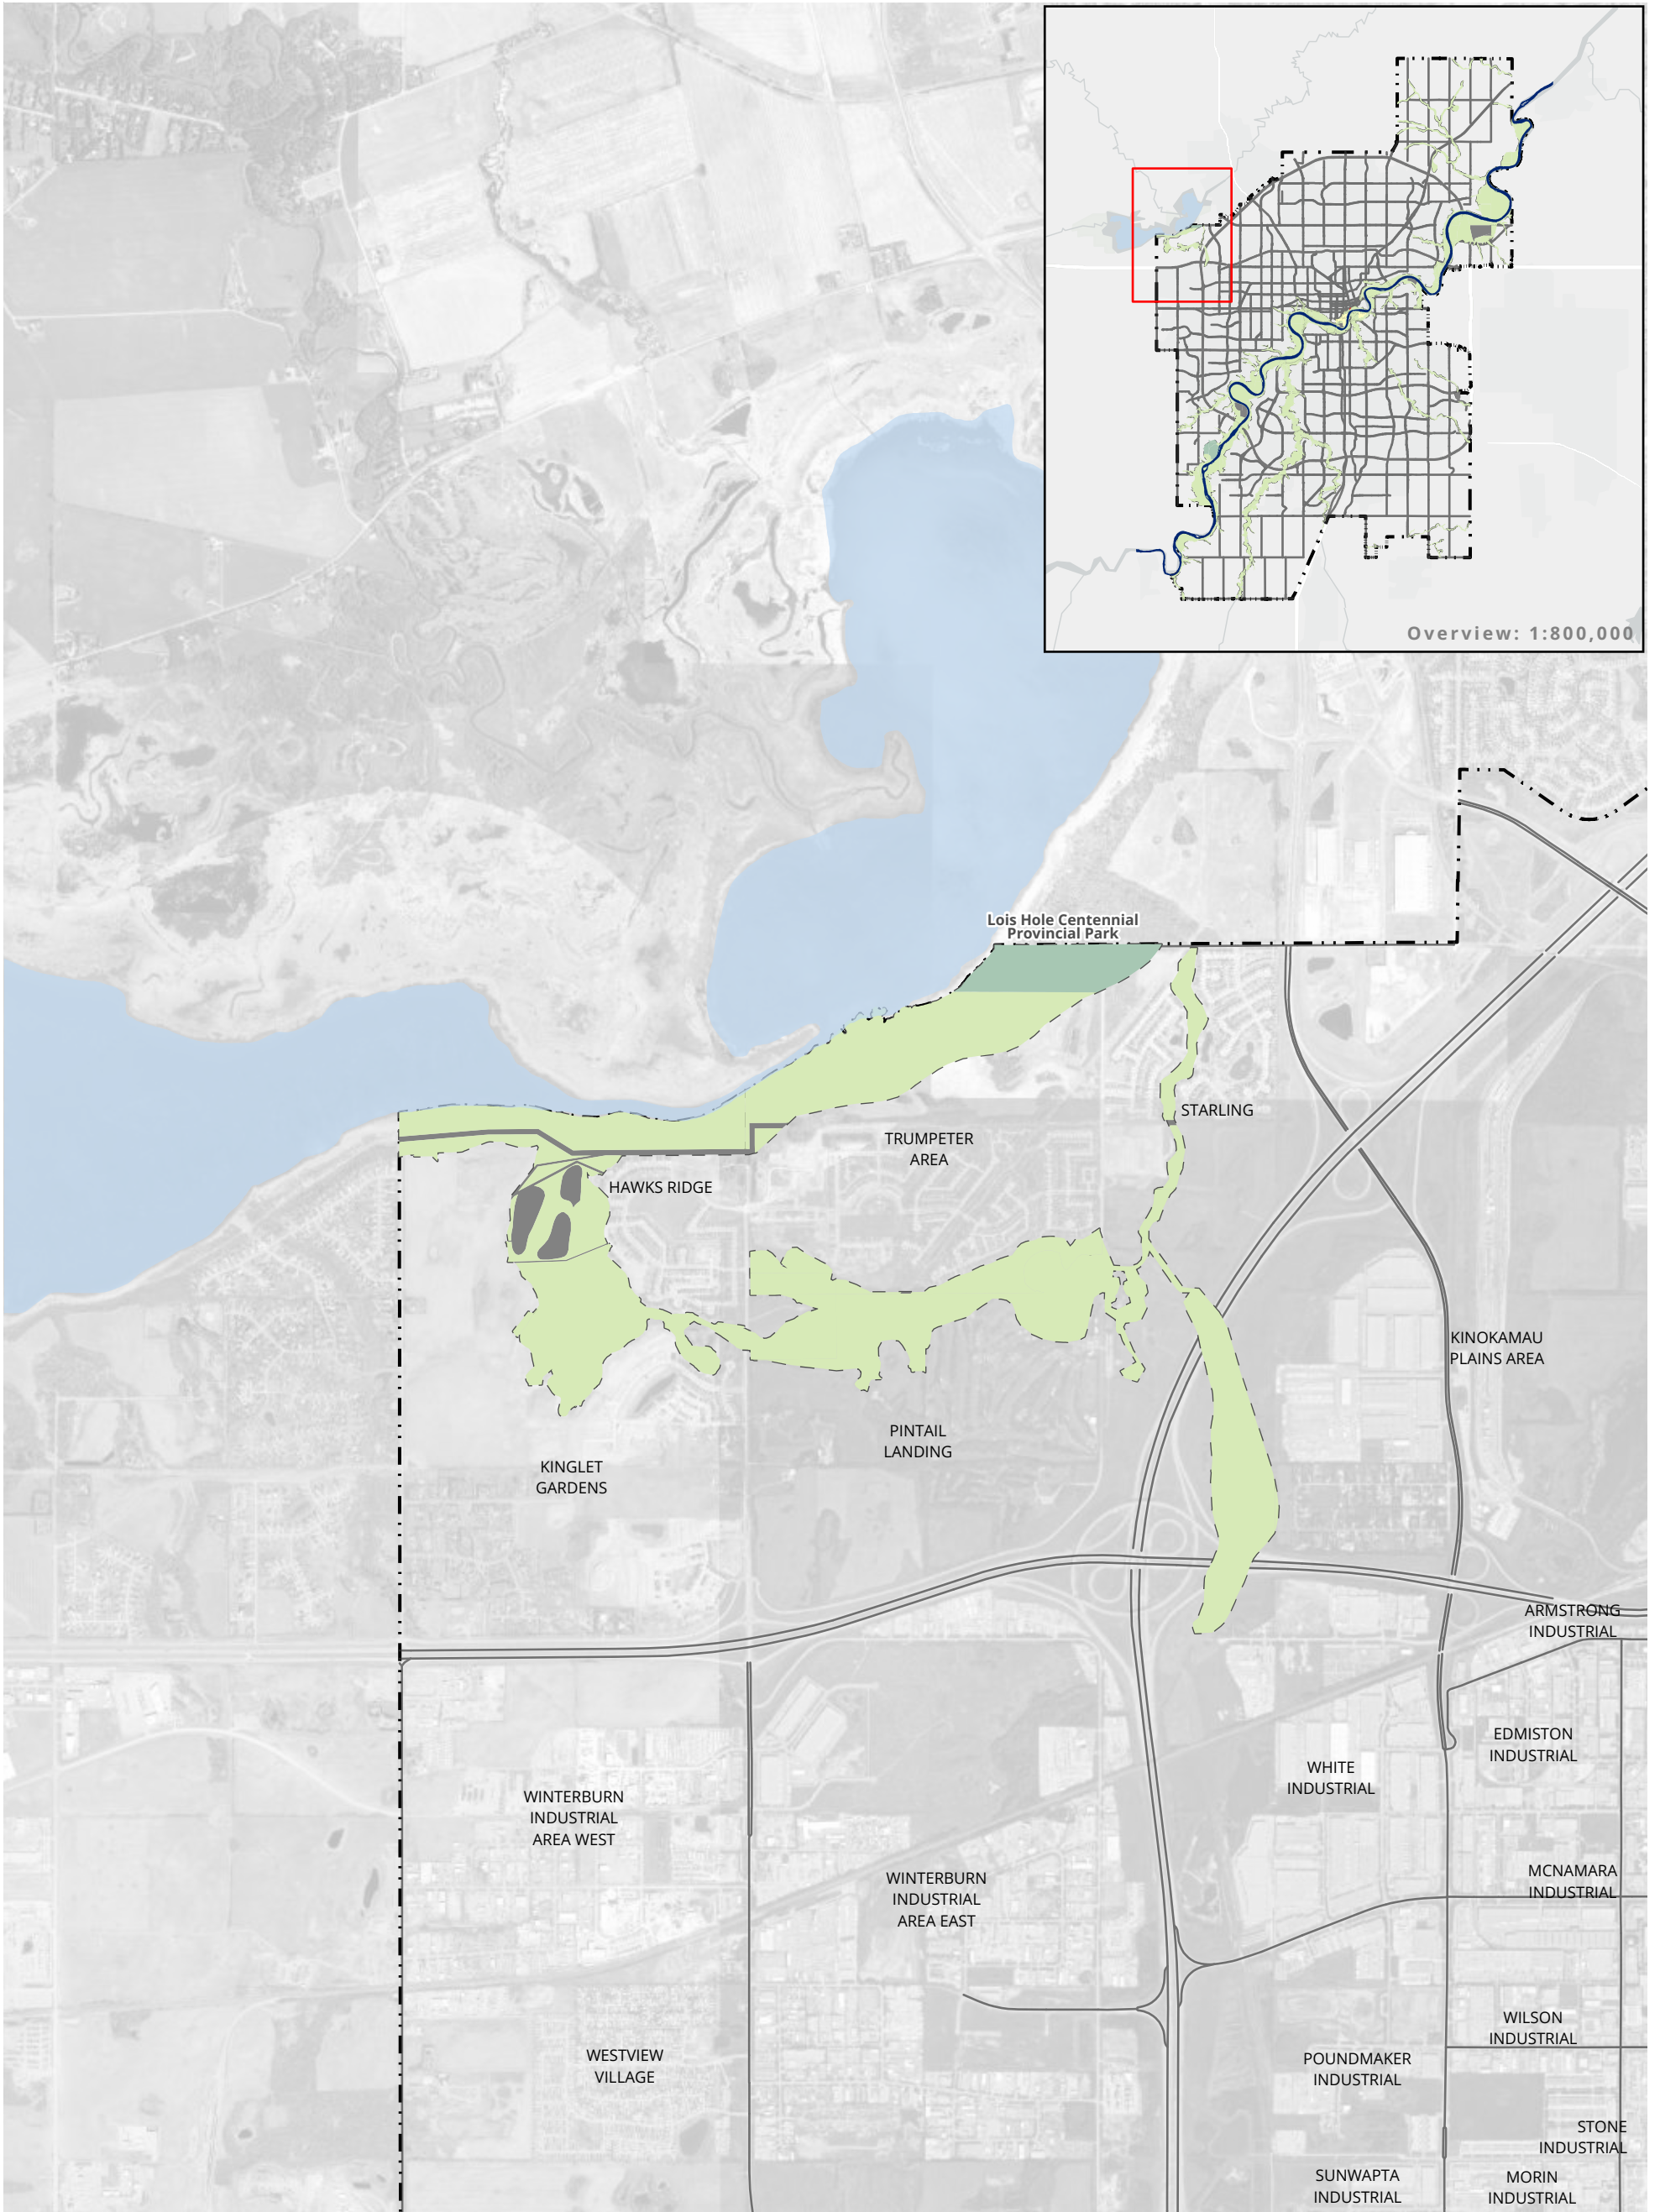 Overview: 1:800,000
Lois Hole Centennial
Provincial Park
STARLING
TRUMPETER
AREA
HAWKS RIDGE
KINOKAMAU
PLAINS AREA
PINTAIL
LANDING
KINGLET
GARDENS
ARMSTRONG
INDUSTRIAL
EDMISTON
INDUSTRIAL
WHITE
INDUSTRIAL
WINTERBURN
INDUSTRIAL
AREA WEST
MCNAMARA
INDUSTRIAL
WINTERBURN
INDUSTRIAL
AREA EAST
WILSON
INDUSTRIAL
WESTVIEW
VILLAGE
POUNDMAKER
INDUSTRIAL
STONE
INDUSTRIAL
SUNWAPTA
INDUSTRIAL
MORIN
INDUSTRIAL